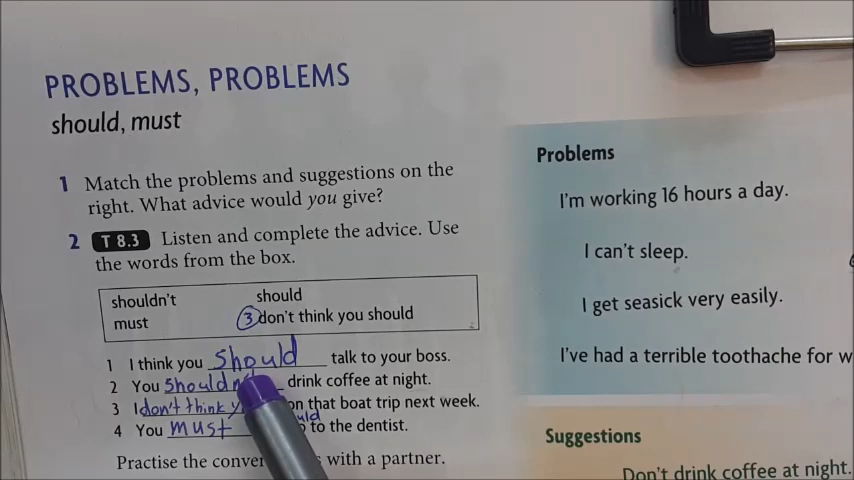 PROBLEMS, PROBLEMS
should, must
1 Match the problems and suggestions on the
right. What advice would you give?
2 T 8.3 Listen and complete the advice. Use
the words from the box.
shouldn't should
must ③ don't think you should
1 I think you should talk to your boss.
2 You drink coffee at night.
3 I don't think on that boat trip next week.
4 You must to the dentist.
Practise the with a partner.
Problems
I'm working 16 hours a day.
I can't sleep.
I get seasick very easily.
I've had a terrible toothache for
Suggestions
Don't drink coffee at night.